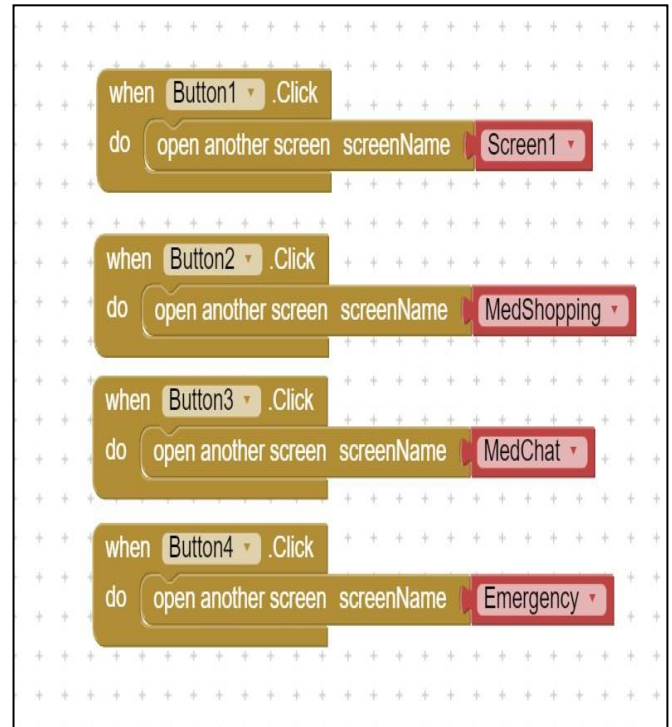 when Button1 .Click
do open another screen screenName Screen1
when Button2 .Click
do open another screen screenName MedShopping
when Button3 .Click
do open another screen screenName MedChat
when Button4 .Click
do open another screen screenName Emergency